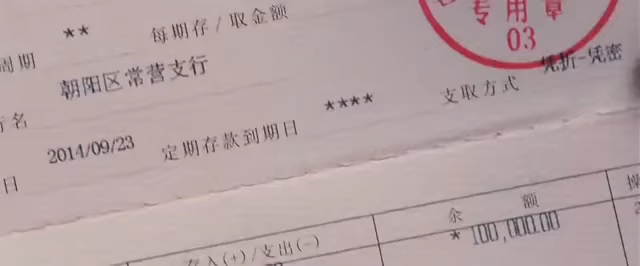 专用章
** 每期存/取金额
03
周期
朝阳区常营支行
名
凭折-凭密
支取方式
****
2014/09/23 定期存款到期日
日
余 额
* 100,000.00
存入(+)/支出(-)